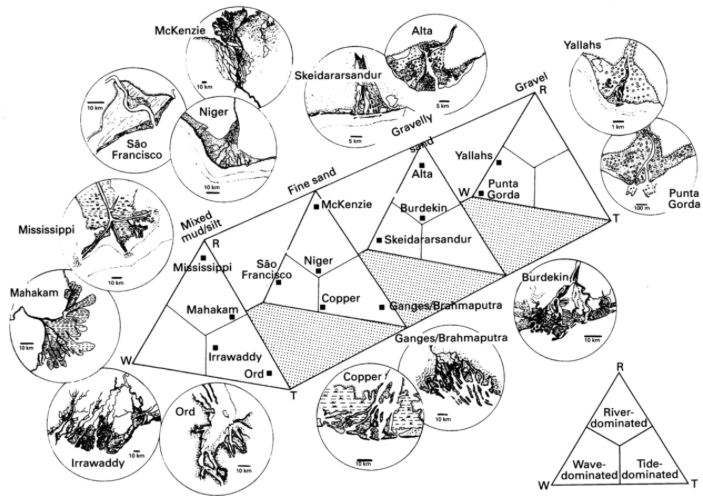 McKenzie
10 km
Alta
5 km
Yallahs
1 km
Skeidararsandur
5 km
10 km
São
Francisco
Niger
10 km
Gravel
R
Gravelly
sand
Punta
Gorda
100 m
Fine sand
Mixed
mud/silt
Mississippi
10 km
R
Mississippi
McKenzie
Alta
Yallahs
W
Punta
Gorda
T
Burdekin
Skeidararsandur
São
Francisco
Niger
Copper
Ganges/Brahmaputra
Mahakam
10 km
Mahakam
Irrawaddy
Ord
W
T
Burdekin
10 km
Ganges/Brahmaputra
10 km
Copper
10 km
Irrawaddy
10 km
Ord
10 km
R
River-
dominated
Wave-
dominated
Tide-
dominated
W
T